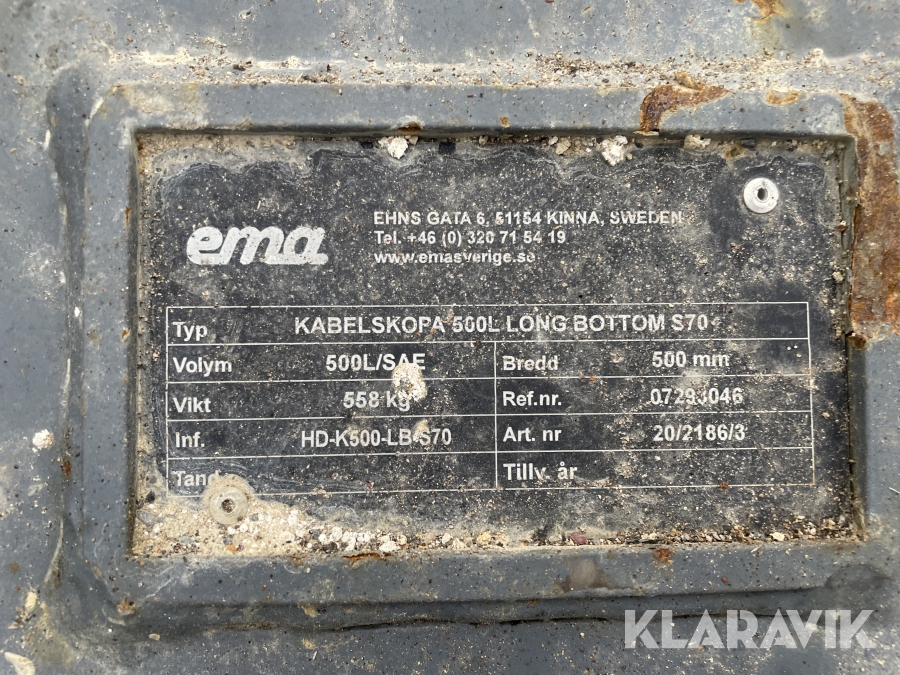 ema
EHNS GATA 6, 51154 KINNA, SWEDEN
Tel. +46 (0) 320 71 54 19
www.emasverige.se
Typ KABELSKOPA 500L LONG BOTTOM S70
Volym 500L/SAE Bredd 500 mm
Vikt 558 kg Ref.nr.
Inf. HD-K500-LB-S70 Art. nr 20/2186/3
Tillv. år
KLARAVIK